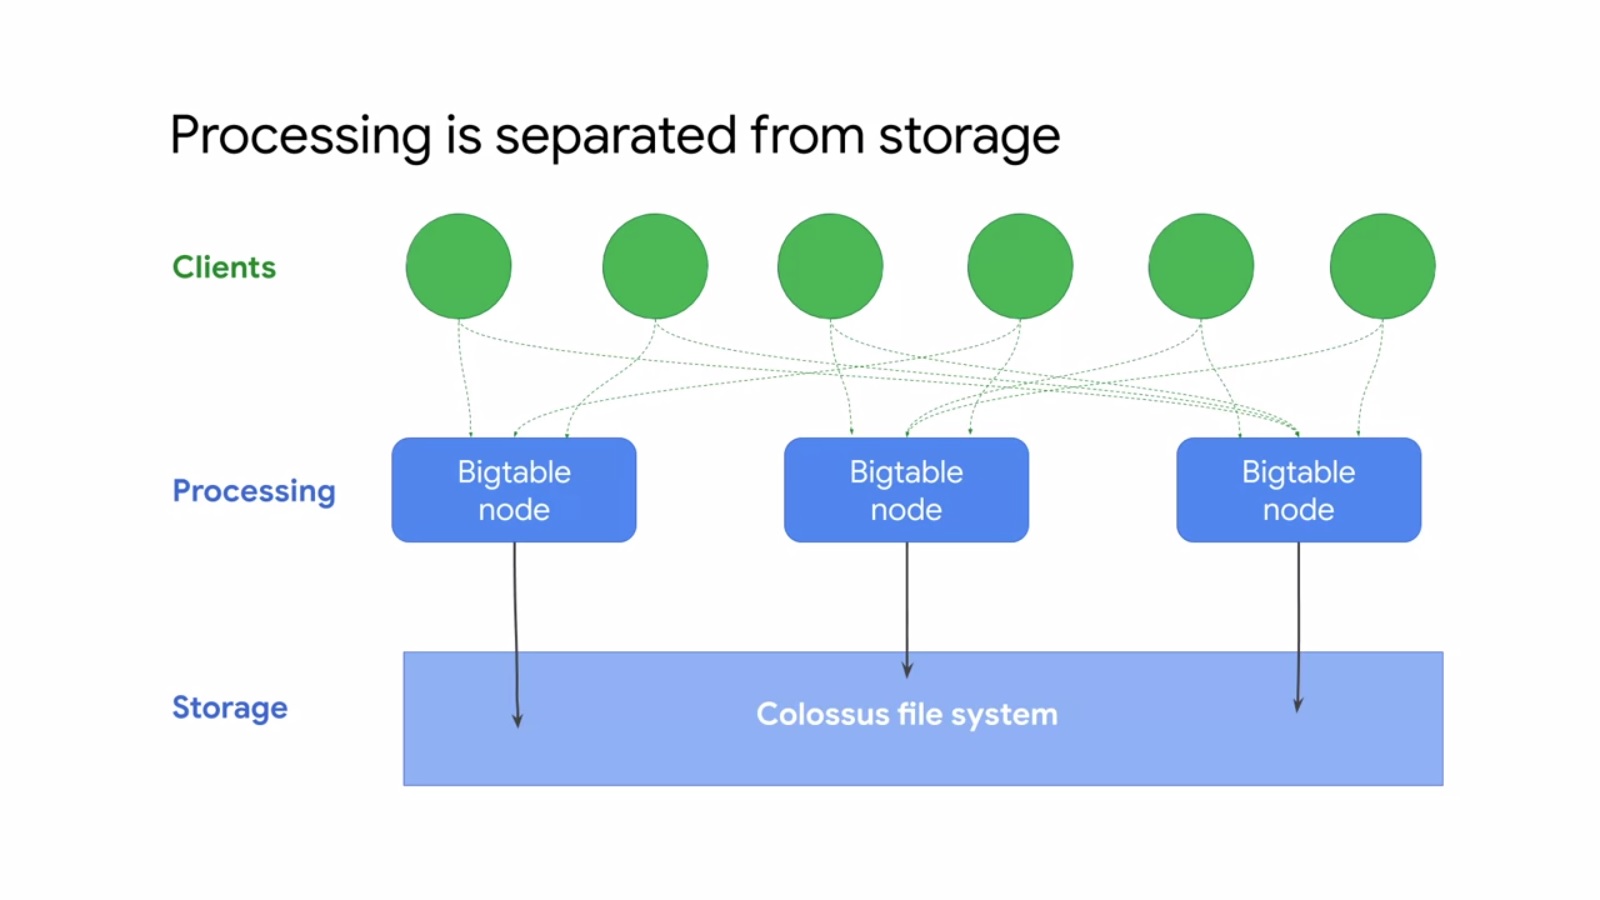 Processing is separated from storage
Clients
Processing
Bigtable
node
Bigtable
node
Bigtable
node
Storage
Colossus file system